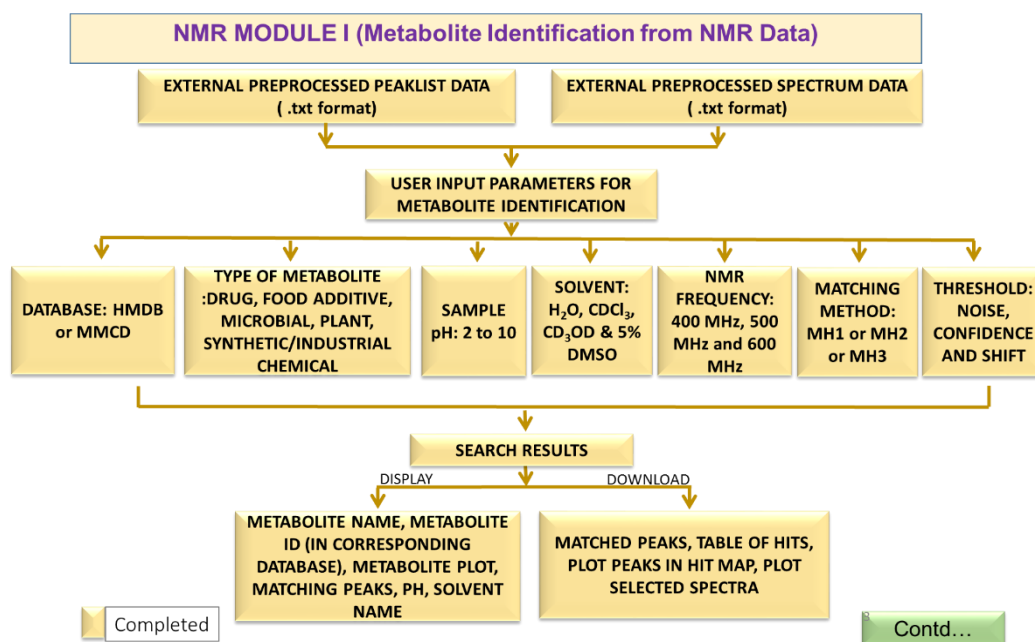 NMR MODULE I (Metabolite Identification from NMR Data)
EXTERNAL PREPROCESSED PEAKLIST DATA
( .txt format)
EXTERNAL PREPROCESSED SPECTRUM DATA
( .txt format)
USER INPUT PARAMETERS FOR
METABOLITE IDENTIFICATION
DATABASE: HMDB
or MMCD
TYPE OF METABOLITE
:DRUG, FOOD ADDITIVE,
MICROBIAL, PLANT,
SYNTHETIC/INDUSTRIAL
CHEMICAL
SAMPLE
pH: 2 to 10
SOLVENT:
H₂O, CDCl₃,
CD₃OD & 5%
DMSO
NMR
FREQUENCY:
400 MHz, 500
MHz and 600
MHz
MATCHING
METHOD:
MH1 or MH2
or MH3
THRESHOLD:
NOISE,
CONFIDENCE
AND SHIFT
SEARCH RESULTS
DISPLAY
DOWNLOAD
METABOLITE NAME, METABOLITE
ID (IN CORRESPONDING
DATABASE), METABOLITE PLOT,
MATCHING PEAKS, PH, SOLVENT
NAME
MATCHED PEAKS, TABLE OF HITS,
PLOT PEAKS IN HIT MAP, PLOT
SELECTED SPECTRA
Completed
Contd...